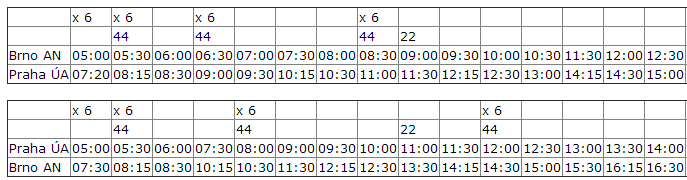 x 6 x 6 x 6 x 6
44 44 44 22
Brno AN 05:00 05:30 06:00 06:30 07:00 07:30 08:00 08:30 09:00 09:30 10:00 10:30 11:30 12:00 12:30
Praha ÚA 07:20 08:15 08:30 09:00 09:30 10:15 10:30 11:00 11:30 12:15 12:30 13:00 14:15 14:30 15:00
x 6 x 6 x 6 x 6
44 44 22 44
Praha ÚA 05:00 05:30 06:00 07:30 08:00 09:00 09:30 10:00 11:00 11:30 12:00 12:30 13:00 13:30 14:00
Brno AN 07:30 08:15 08:30 10:15 10:30 11:30 12:15 12:30 13:30 14:15 14:30 15:00 15:30 16:15 16:30